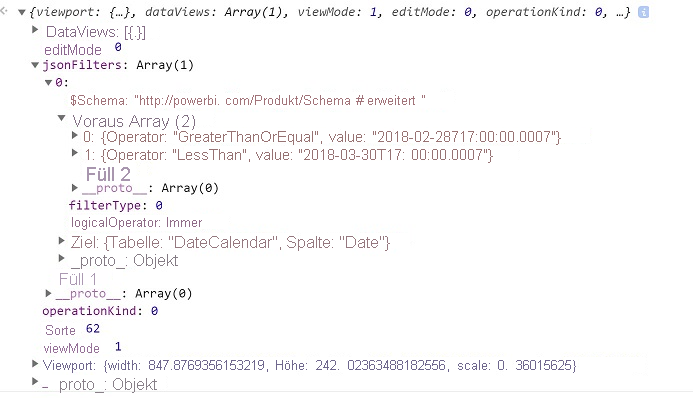 {viewport: {…}, dataViews: Array(1), viewMode: 1, editMode: 0, operationKind: 0, …} i
DataViews: [{.}]
editMode 0
jsonFilters: Array(1)
0:
$Schema: "http://powerbi. com/Produkt/Schema # erweitert "
Voraus Array (2)
0: {Operator: "GreaterThanOrEqual", value: "2018-02-28717:00:00.0007"}
1: {Operator: "LessThan", value: "2018-03-30T17: 00:00.0007"}
Füll 2
__proto__: Array(0)
filterType: 0
logicalOperator: Immer
Ziel: {Tabelle: "DateCalendar", Spalte: "Date"}
_proto_: Objekt
Füll 1
__proto__: Array(0)
operationKind: 0
Sorte 62
viewMode 1
Viewport: {width: 847.8769356153219, Höhe: 242. 02363488182556, scale: 0. 36015625}
_ proto_: Objekt